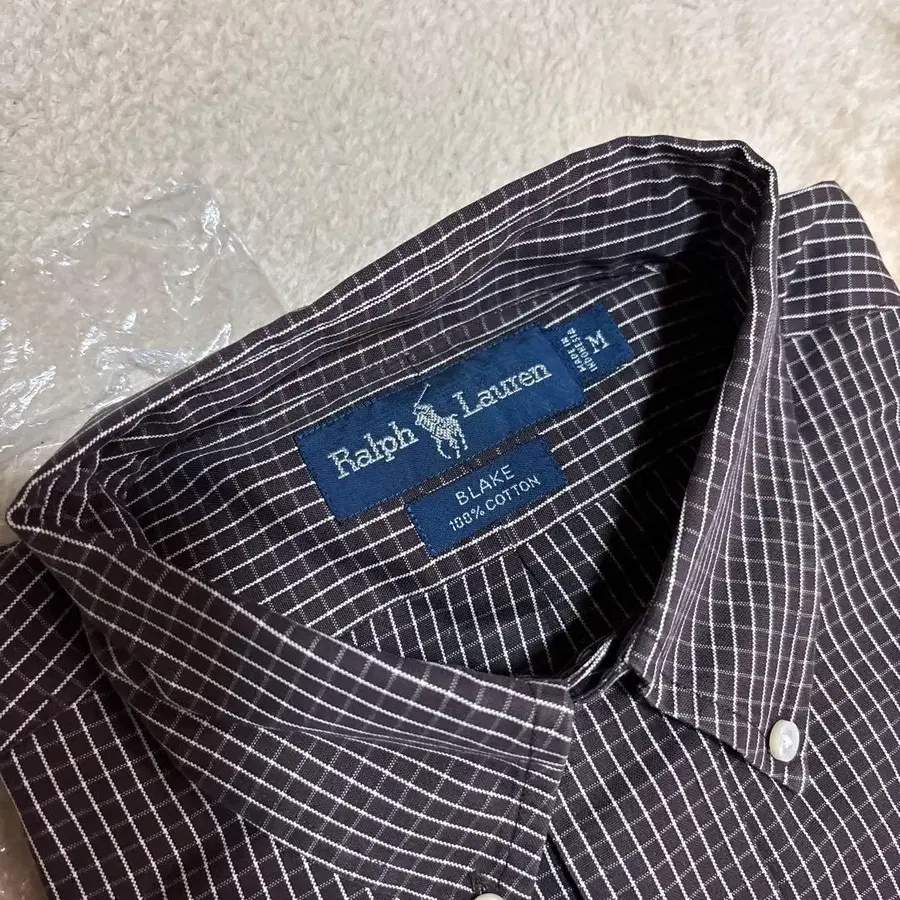 Ralph Lauren
MADE IN
INDONESIA
M
BLAKE
100% COTTON